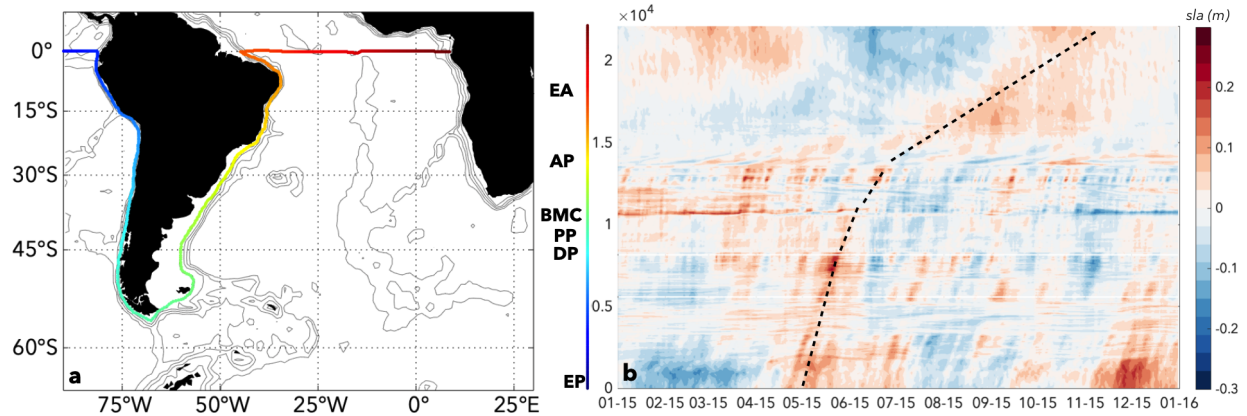 0°
15°S
30°S
45°S
60°S
a
75°W 50°W 25°W 0° 25°E
EA
AP
BMC
PP
DP
EP
×10⁴
sla (m)
2
1.5
1
0.5
0
b
01-15 02-15 03-15 04-15 05-15 06-15 07-15 08-15 09-15 10-15 11-15 12-15 01-16
0.2
0.1
0
-0.1
-0.2
-0.3